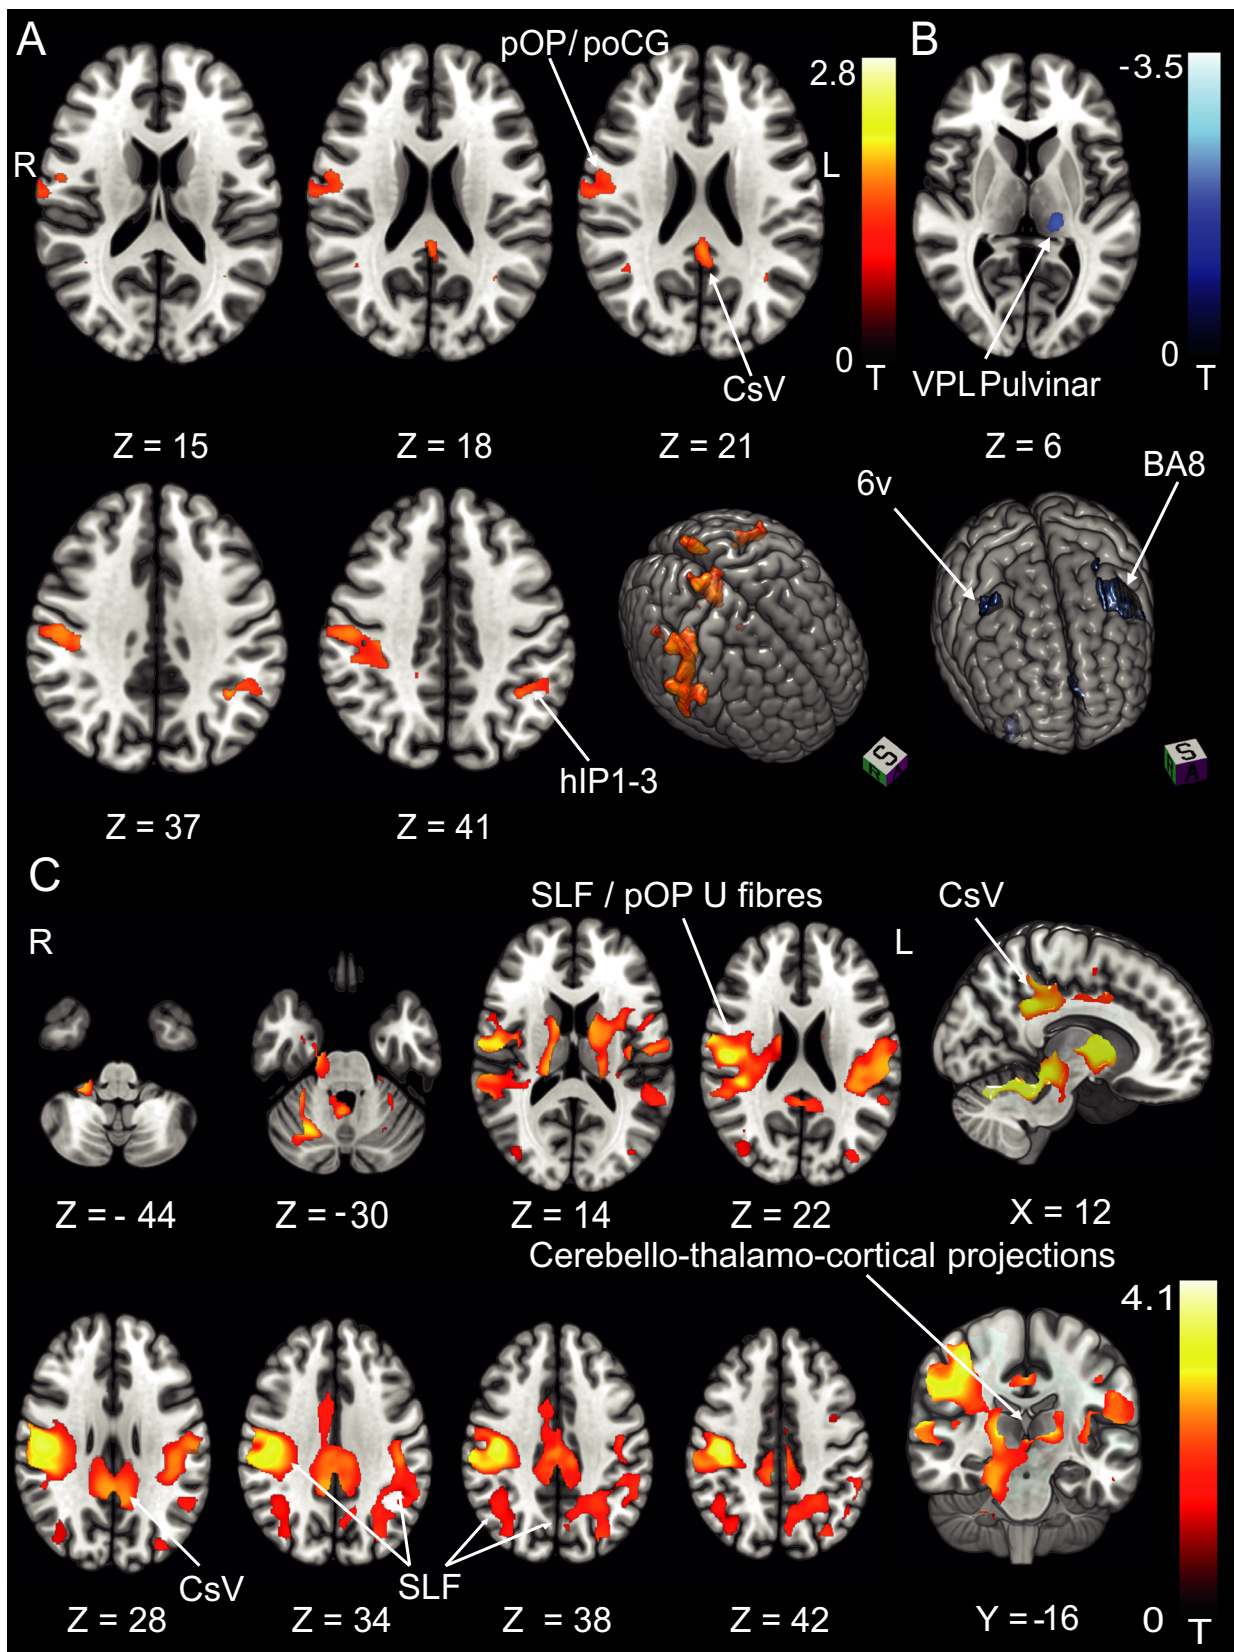 A
pOP/ poCG
B
2.8
-3.5
R
L
0
T
0
T
CsV
VPL Pulvinar
Z = 15
Z = 18
Z = 21
Z = 6
6v
BA8
hIP1-3
S
R
A
S
A
Z = 37
Z = 41
C
SLF / pOP U fibres
CsV
R
L
Z = - 44
Z = -30
Z = 14
Z = 22
X = 12
Cerebello-thalamo-cortical projections
4.1
CsV
SLF
Z = 28
Z = 34
Z = 38
Z = 42
Y = -16
0
T